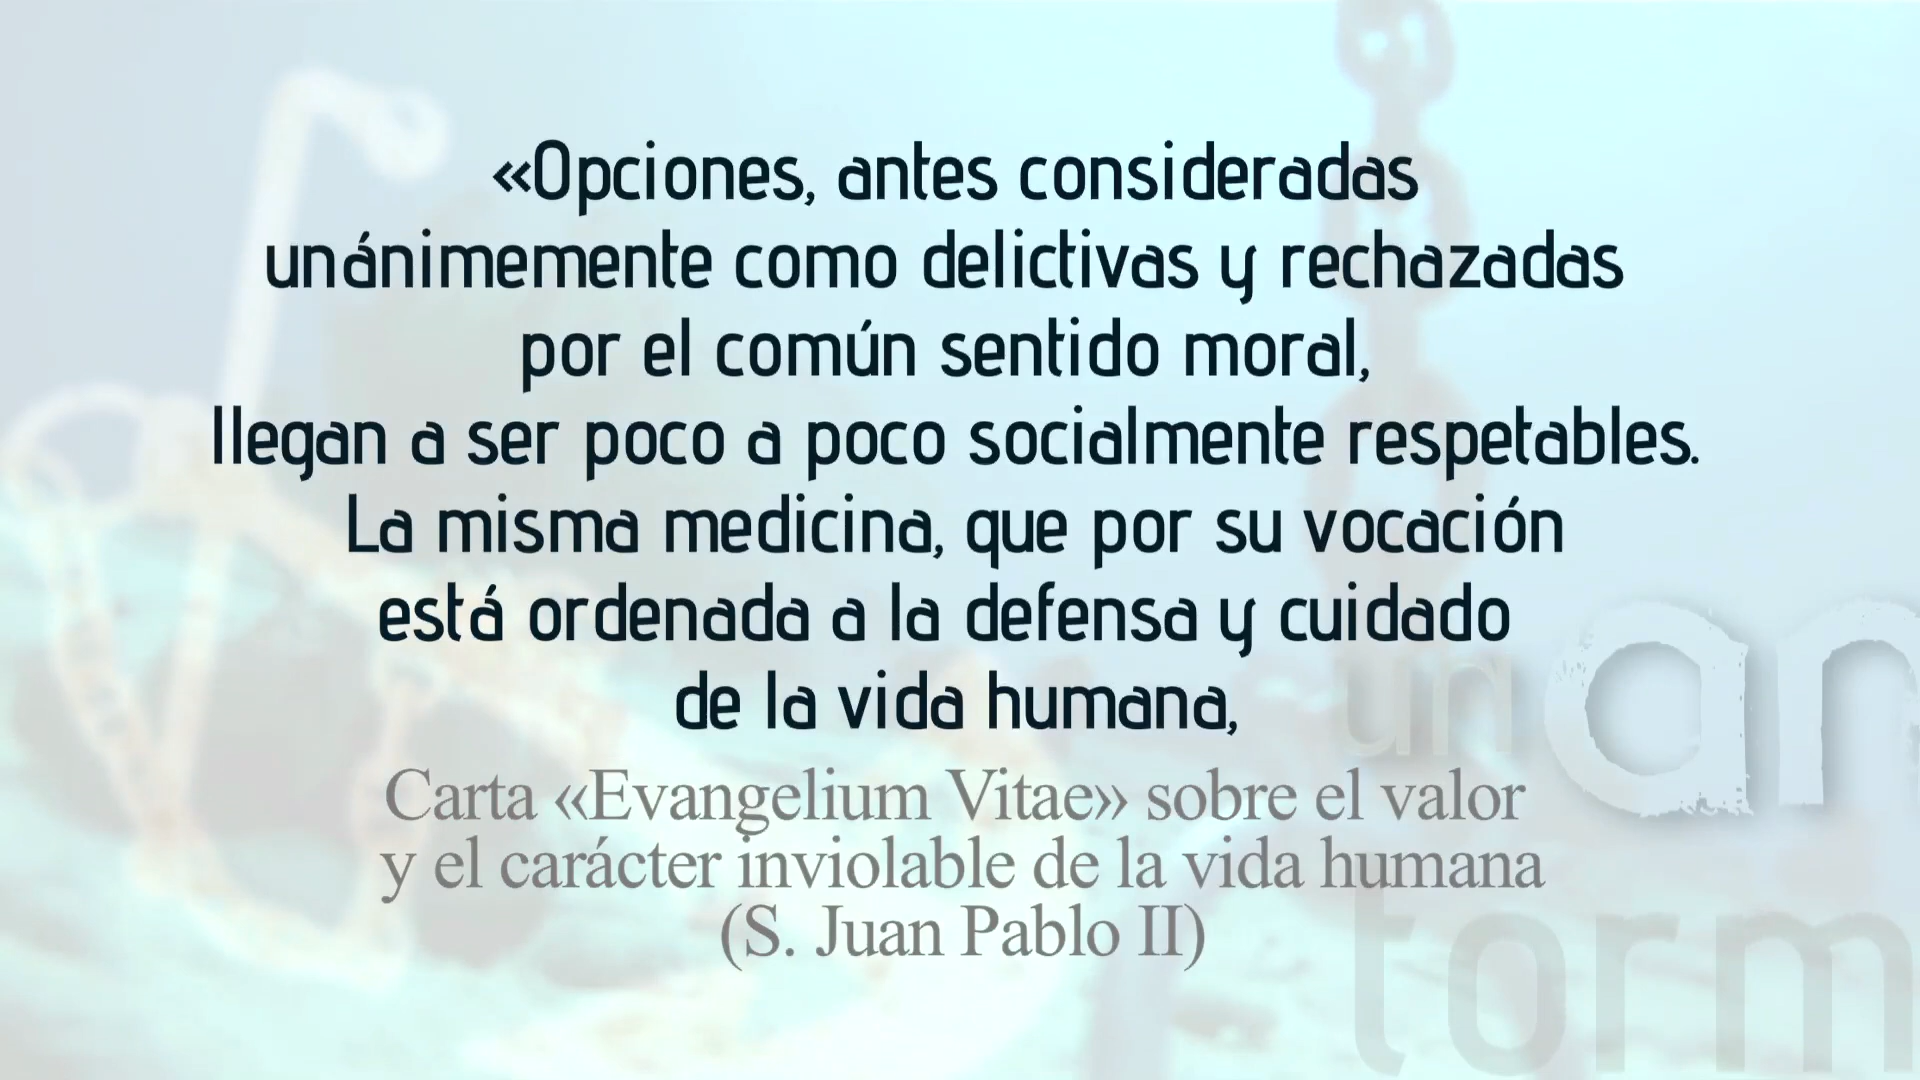 «Opciones, antes consideradas
unánimemente como delictivas y rechazadas
por el común sentido moral,
llegan a ser poco a poco socialmente respetables.
La misma medicina, que por su vocación
está ordenada a la defensa y cuidado
de la vida humana,
Carta «Evangelium Vitae» sobre el valor
y el carácter inviolable de la vida humana
(S. Juan Pablo II)
un